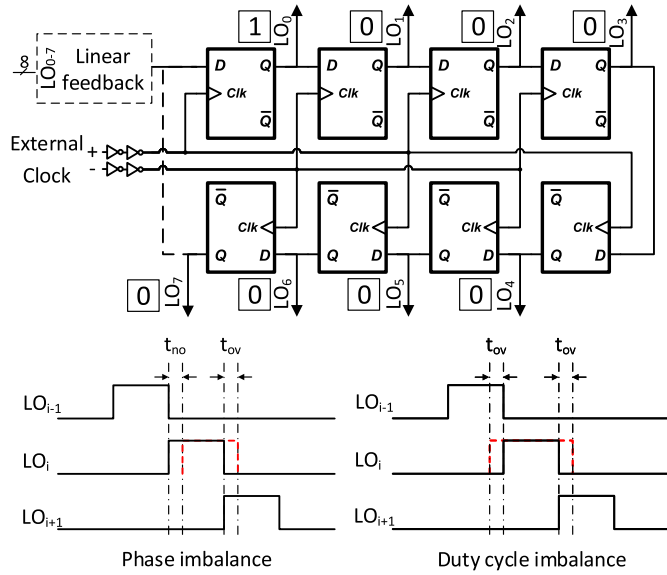 1 LO0 0 LO1 0 LO2 0 LO3
8 LO0-7 Linear feedback
D Q D Q D Q D Q
Clk Clk Clk Clk
Q̅ Q̅ Q̅ Q̅
External Clock
+
-
Q̅ Q̅ Q̅ Q̅
Clk Clk Clk Clk
Q D Q D Q D Q D
0 LO7 0 LO6 0 LO5 0 LO4
tno tov tov tov
LOi-1 LOi-1
LOi LOi
LOi+1 LOi+1
Phase imbalance Duty cycle imbalance